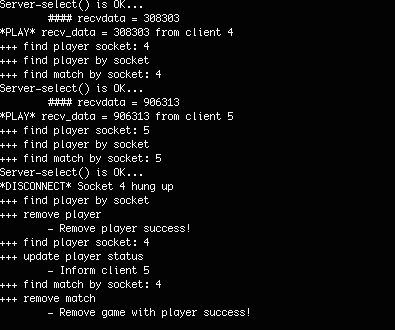 Server-select() is OK...
#### recvdata = 308303
*PLAY* recv_data = 308303 from client 4
+++ find player socket: 4
+++ find player by socket
+++ find match by socket: 4
Server-select() is OK...
#### recvdata = 906313
*PLAY* recv_data = 906313 from client 5
+++ find player socket: 5
+++ find player by socket
+++ find match by socket: 5
Server-select() is OK...
*DISCONNECT* Socket 4 hung up
+++ find player by socket
+++ remove player
- Remove player success!
+++ find player socket: 4
+++ update player status
- Inform client 5
+++ find match by socket: 4
+++ remove match
- Remove game with player success!